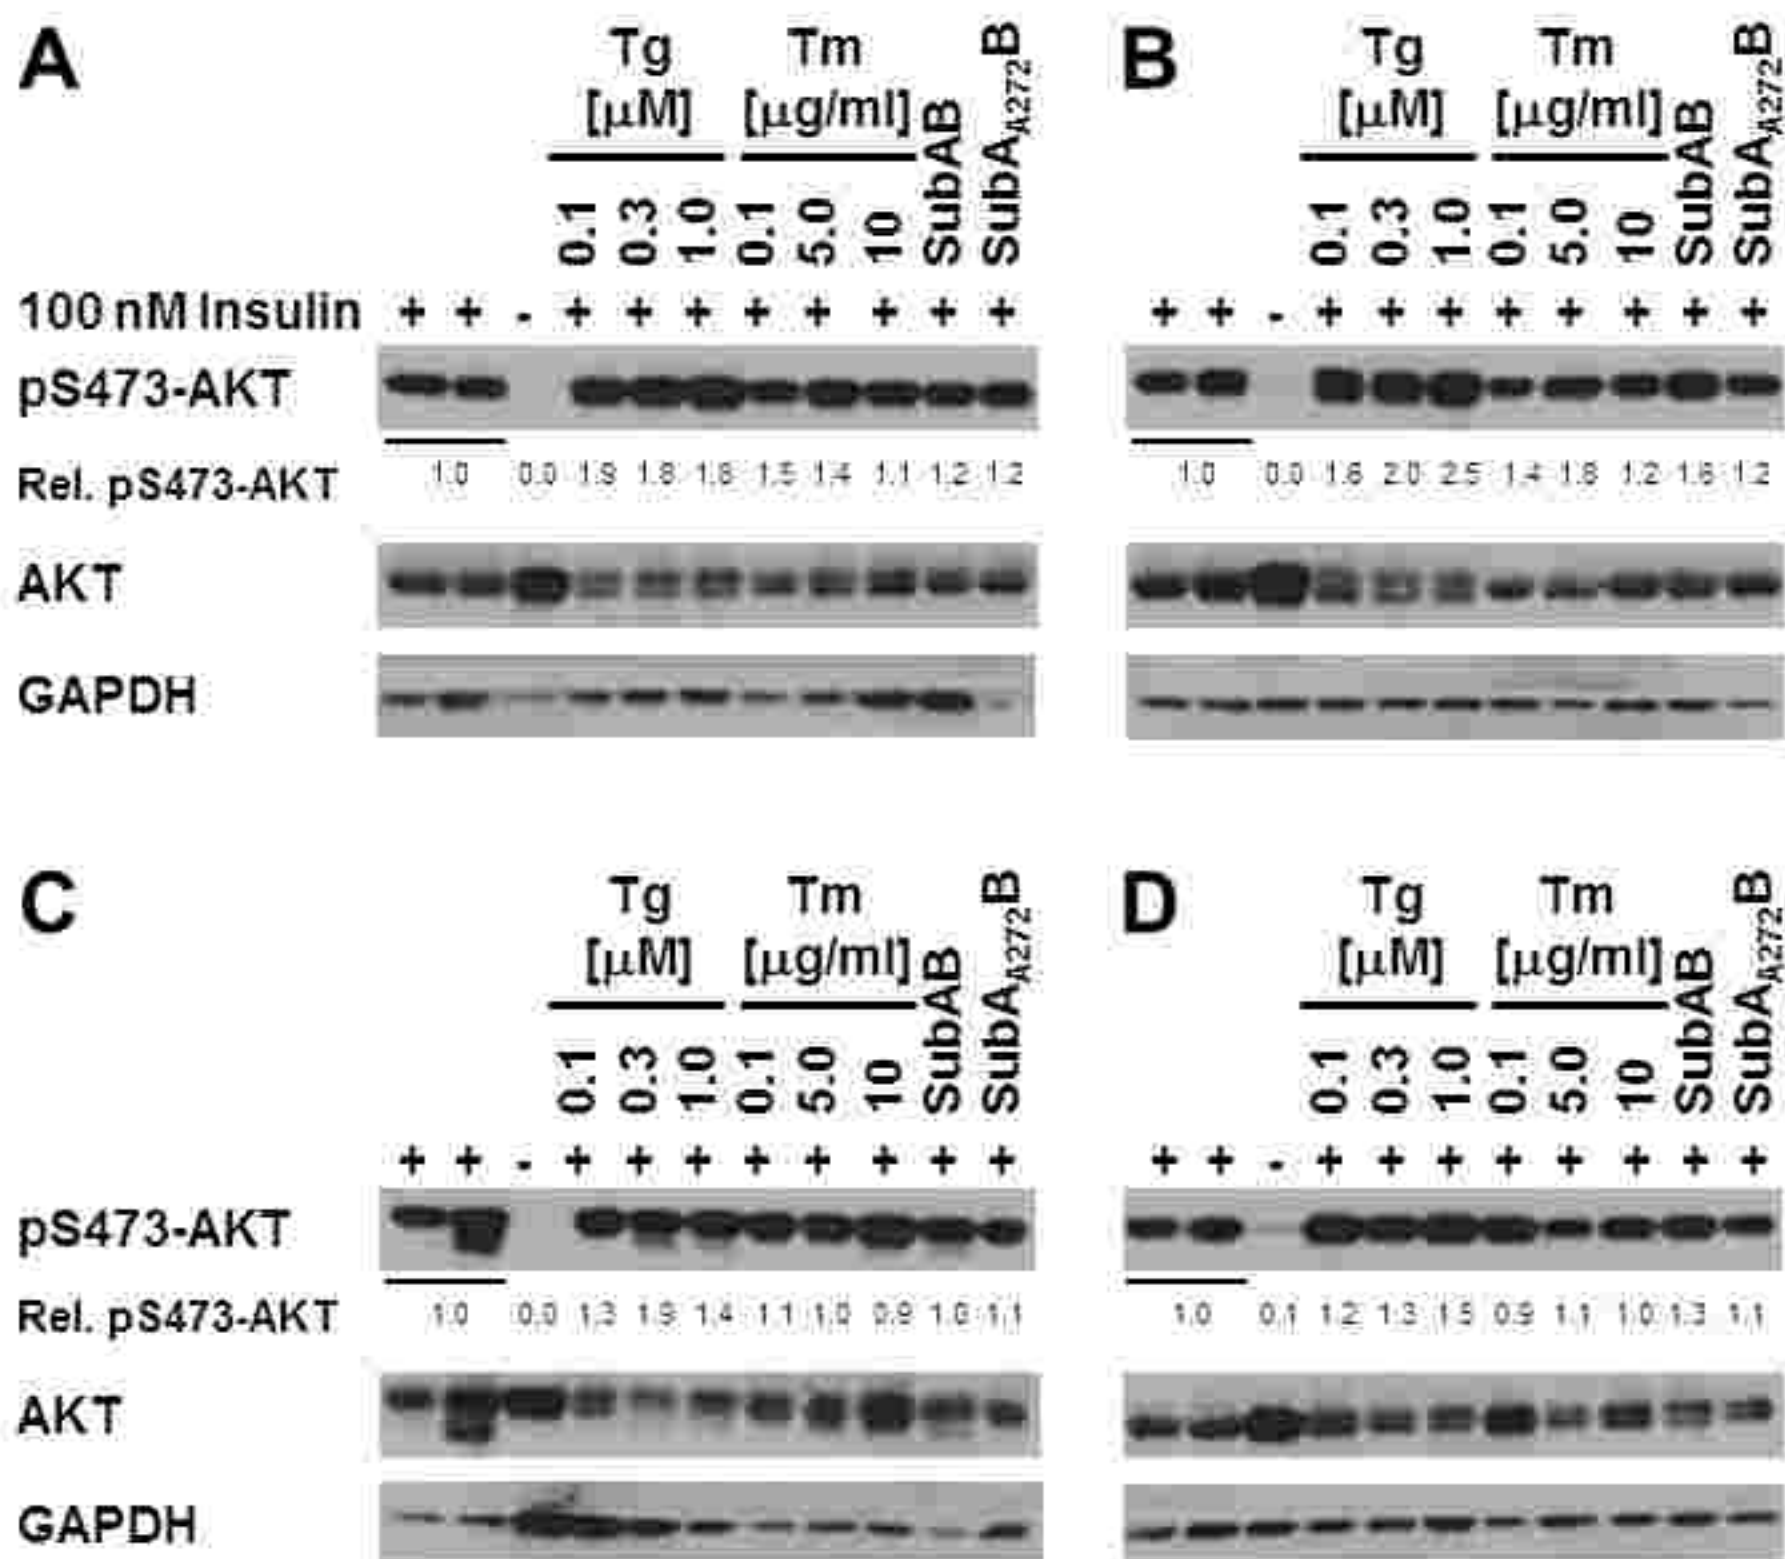 A
Tg Tm
[μM] [μg/ml]
0.1 0.3 1.0 0.1 5.0 10 SubAB SubA_A272B
100 nM Insulin + + - + + + + + + + +
pS473-AKT
Rel. pS473-AKT 1.0 0.0 1.9 1.8 1.8 1.5 1.4 1.1 1.2 1.2
AKT
GAPDH
B
Tg Tm
[μM] [μg/ml]
0.1 0.3 1.0 0.1 5.0 10 SubAB SubA_A272B
+ + - + + + + + + + +
1.0 0.0 1.6 2.0 2.5 1.4 1.8 1.2 1.6 1.2
C
Tg Tm
[μM] [μg/ml]
0.1 0.3 1.0 0.1 5.0 10 SubAB SubA_A272B
+ + - + + + + + + + +
pS473-AKT
Rel. pS473-AKT 1.0 0.0 1.3 1.9 1.4 1.1 1.0 0.9 1.1
AKT
GAPDH
D
Tg Tm
[μM] [μg/ml]
0.1 0.3 1.0 0.1 5.0 10 SubAB SubA_A272B
+ + - + + + + + + + +
1.0 0.1 1.2 1.3 1.5 0.9 1.1 1.0 1.3 1.1